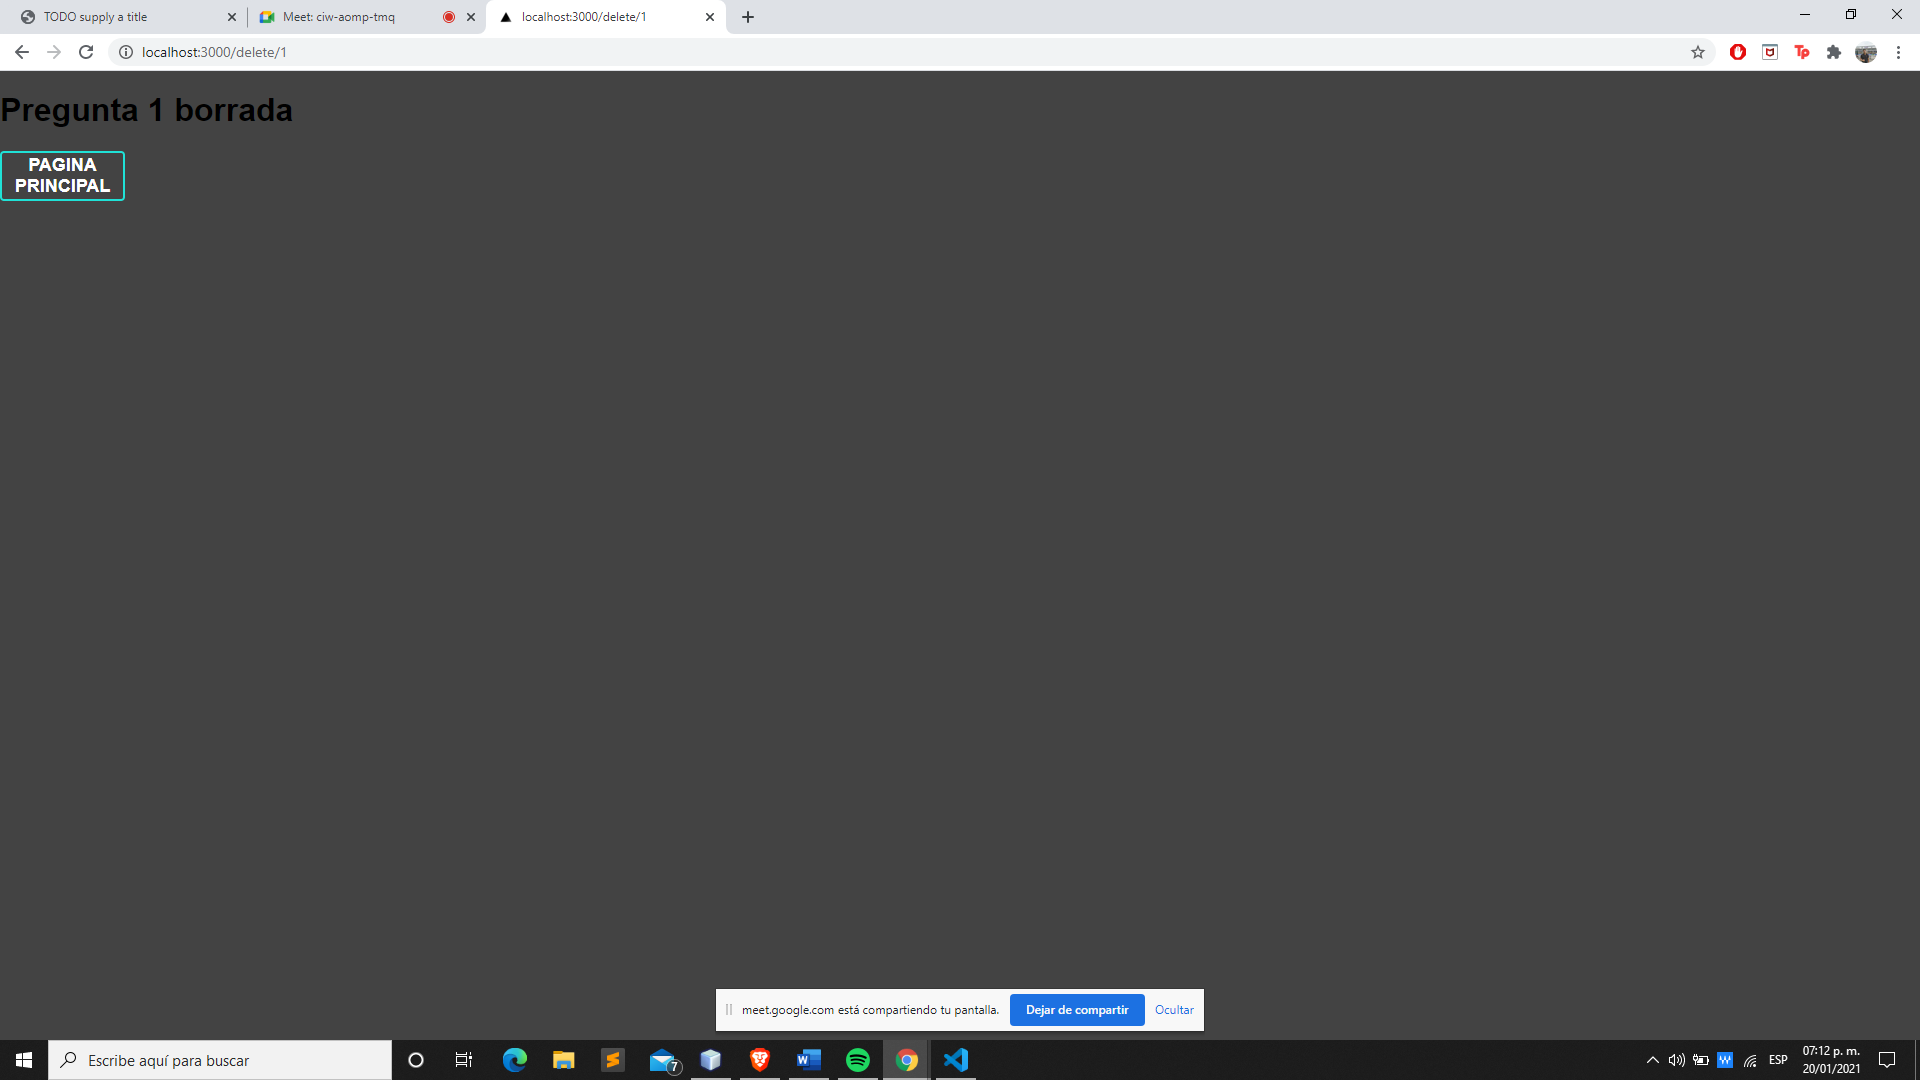 TODO supply a title
Meet: ciw-aomp-tmq
localhost:3000/delete/1
localhost:3000/delete/1
Tp
Pregunta 1 borrada
PAGINA
PRINCIPAL
meet.google.com está compartiendo tu pantalla.
Dejar de compartir
Ocultar
Escribe aquí para buscar
7
W
W
ESP
07:12 p. m.
20/01/2021